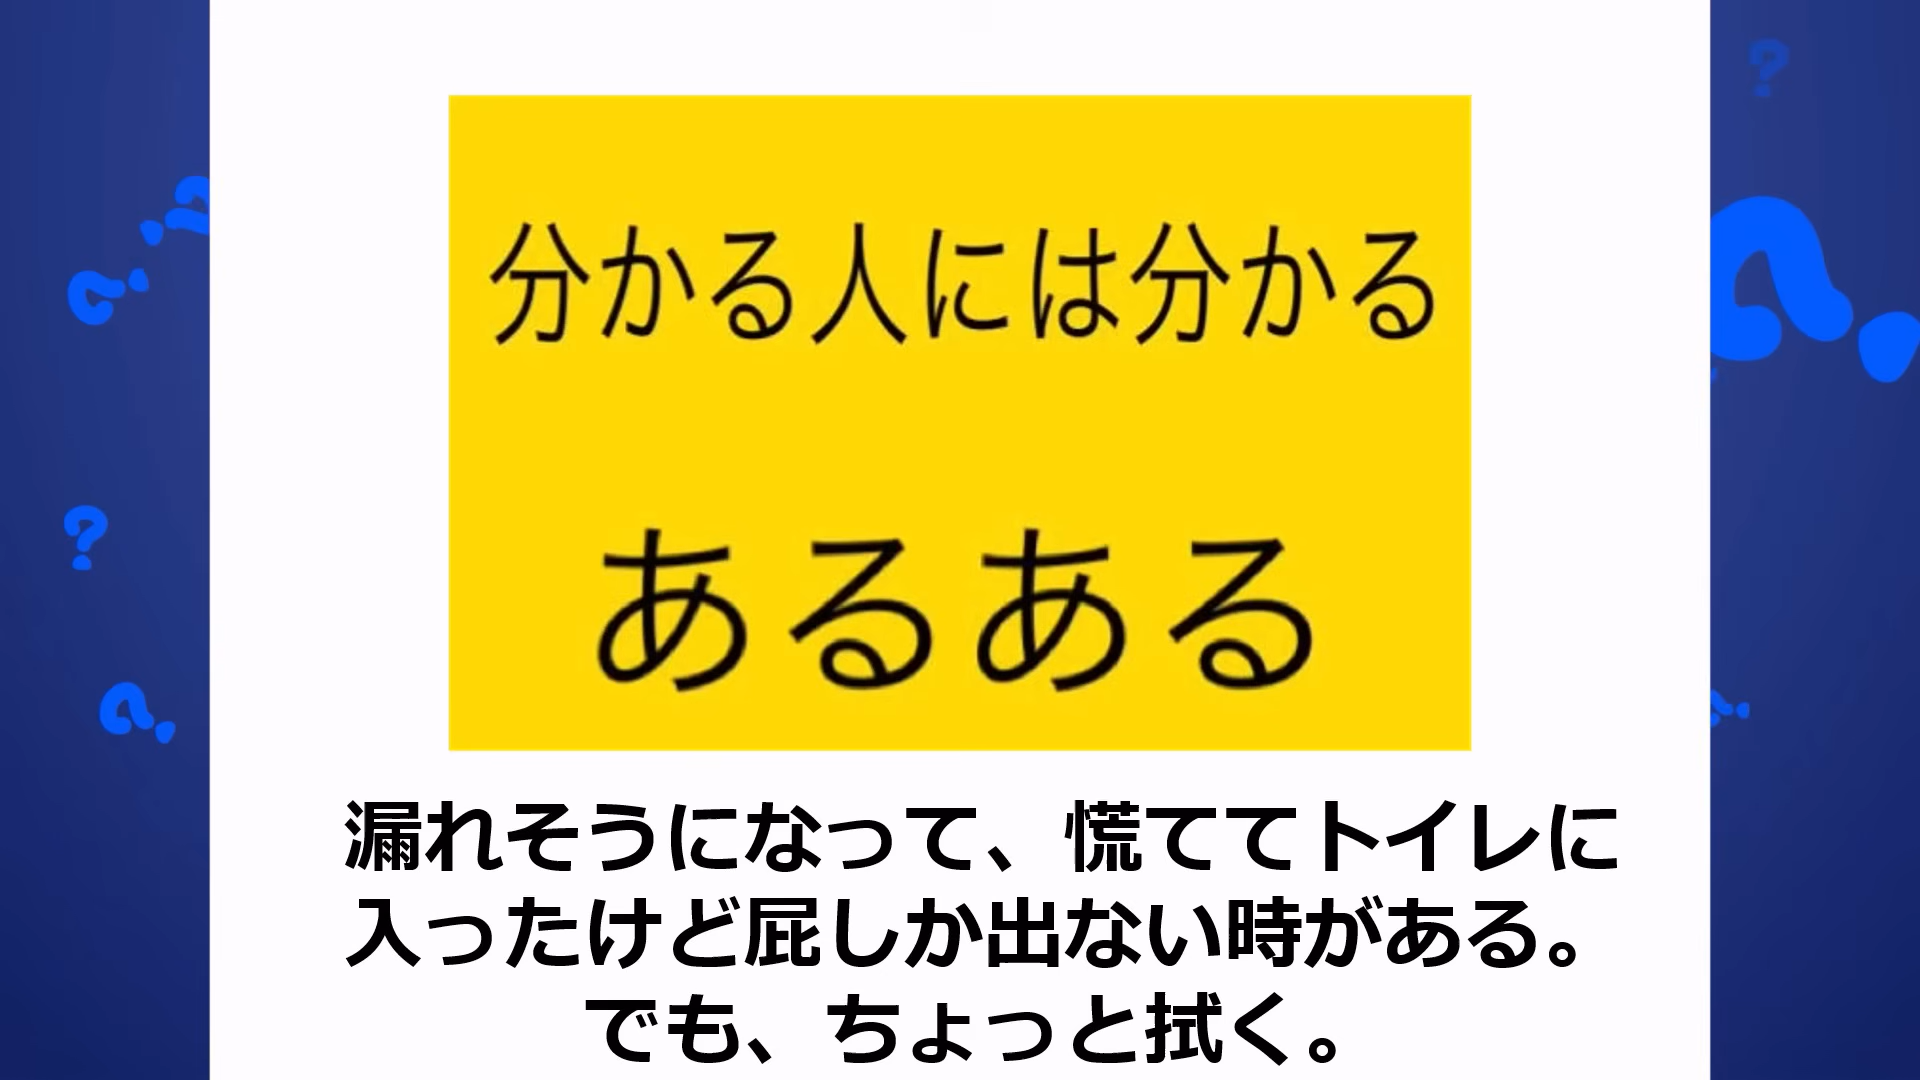 分かる人には分かる
あるある
漏れそうになって、慌ててトイレに
入ったけど屁しか出ない時がある。
でも、ちょっと拭く。